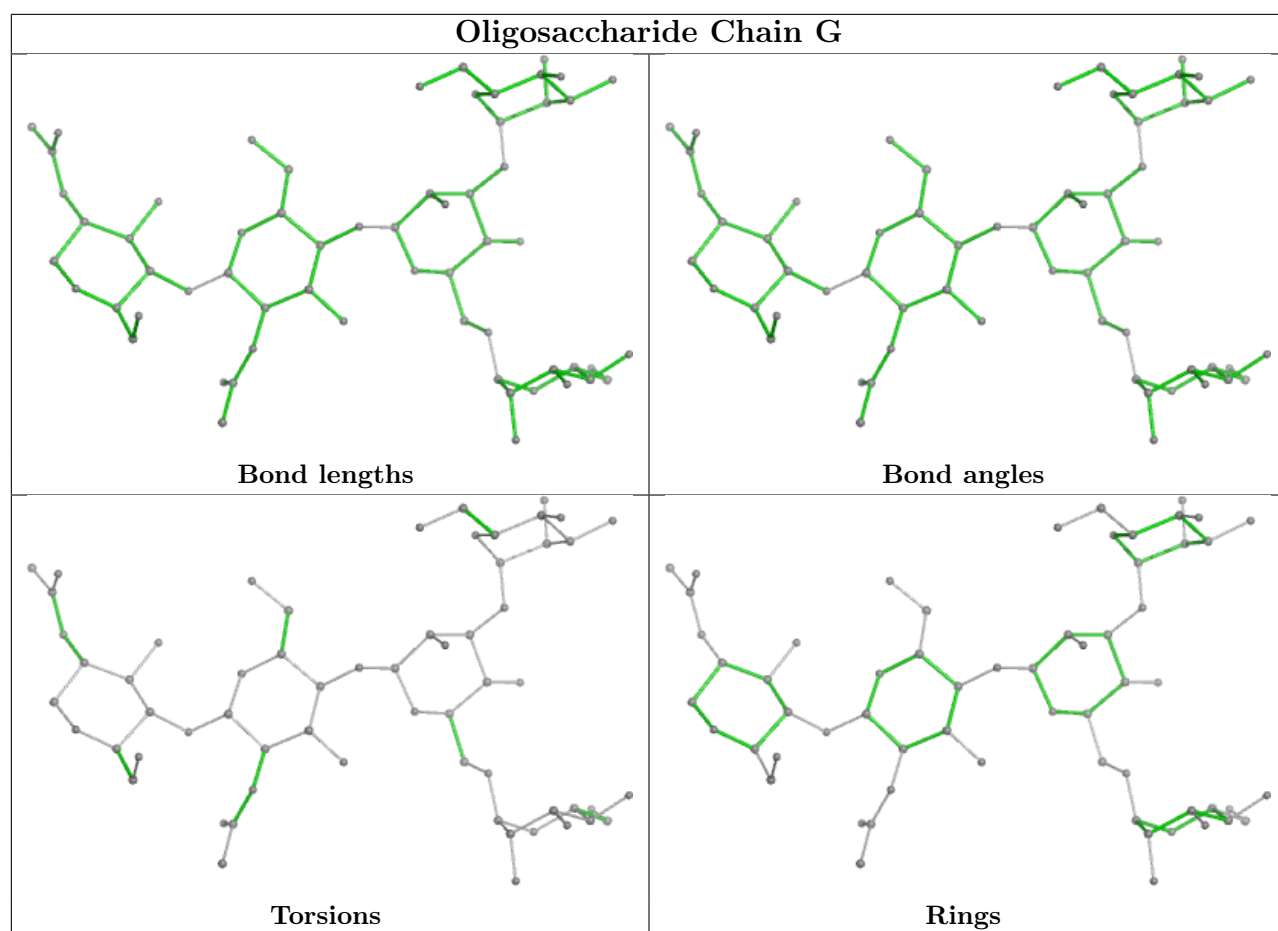 Oligosaccharide Chain G
Bond lengths
Bond angles
Torsions
Rings